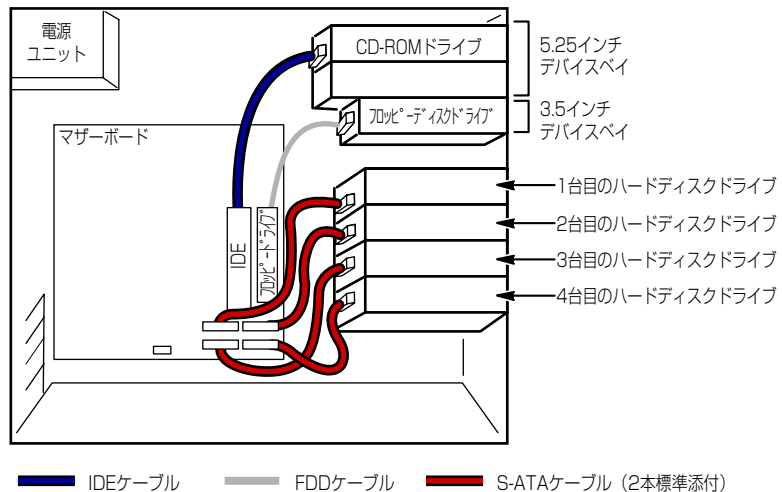 電源
ユニット
CD-ROMドライブ
5.25インチ
デバイスベイ
フロッピーディスクドライブ
3.5インチ
デバイスベイ
マザーボード
1台目のハードディスクドライブ
2台目のハードディスクドライブ
3台目のハードディスクドライブ
4台目のハードディスクドライブ
IDE
フロッピードライブ
IDEケーブル
FDDケーブル
S-ATAケーブル（2本標準添付）